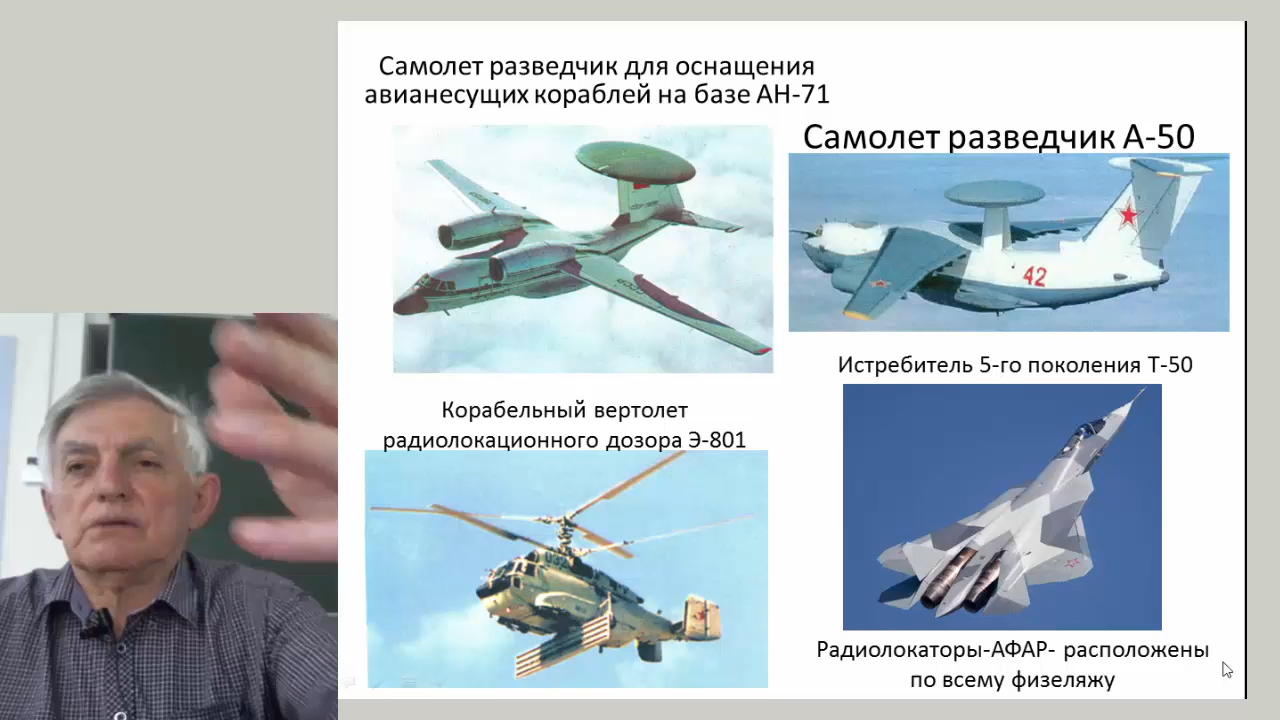 Самолет разведчик для оснащения
авианесущих кораблей на базе АН-71
Самолет разведчик А-50
42
Истребитель 5-го поколения Т-50
Корабельный вертолет
радиолокационного дозора Э-801
Радиолокаторы-АФАР- расположены
по всему физеляжу